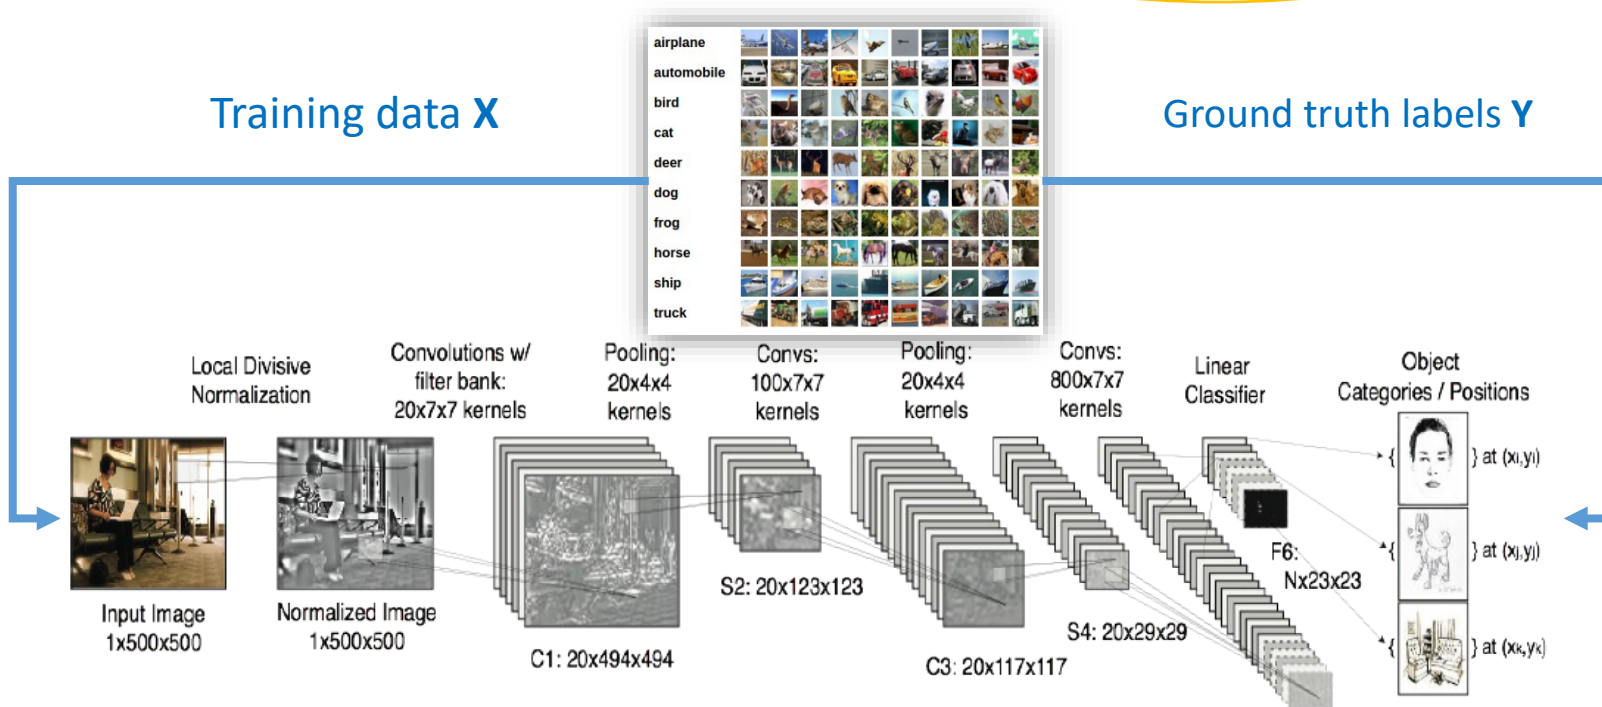 Training data X
Ground truth labels Y
airplane
automobile
bird
cat
deer
dog
frog
horse
ship
truck
Local Divisive
Normalization
Convolutions w/
filter bank:
20x7x7 kernels
Pooling:
20x4x4
kernels
Convs:
100x7x7
kernels
Pooling:
20x4x4
kernels
Convs:
800x7x7
kernels
Linear
Classifier
Object
Categories / Positions
{ } at (xi,yi)
{ } at (xj,yj)
{ } at (xk,yk)
Input Image
1x500x500
Normalized Image
1x500x500
C1: 20x494x494
S2: 20x123x123
C3: 20x117x117
S4: 20x29x29
F6:
Nx23x23